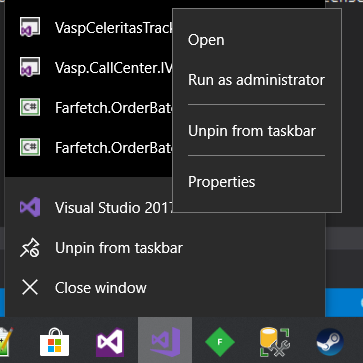 VaspCeleritasTrack
Open
Vasp.CallCenter.IV
Run as administrator
Farfetch.OrderBat
Unpin from taskbar
Farfetch.OrderBat
Properties
Visual Studio 2017
Unpin from taskbar
Close window